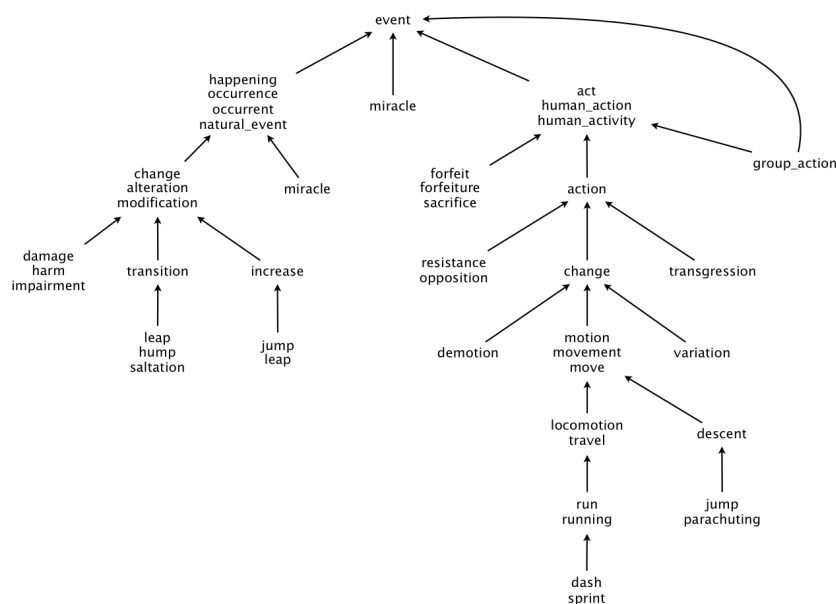 event
happening
occurrence
occurrent
natural_event
miracle
act
human_action
human_activity
group_action
change
alteration
modification
miracle
forfeit
forfeiture
sacrifice
action
damage
harm
impairment
transition
increase
resistance
opposition
change
transgression
leap
hump
saltation
jump
leap
demotion
motion
movement
move
variation
locomotion
travel
descent
run
running
jump
parachuting
dash
sprint